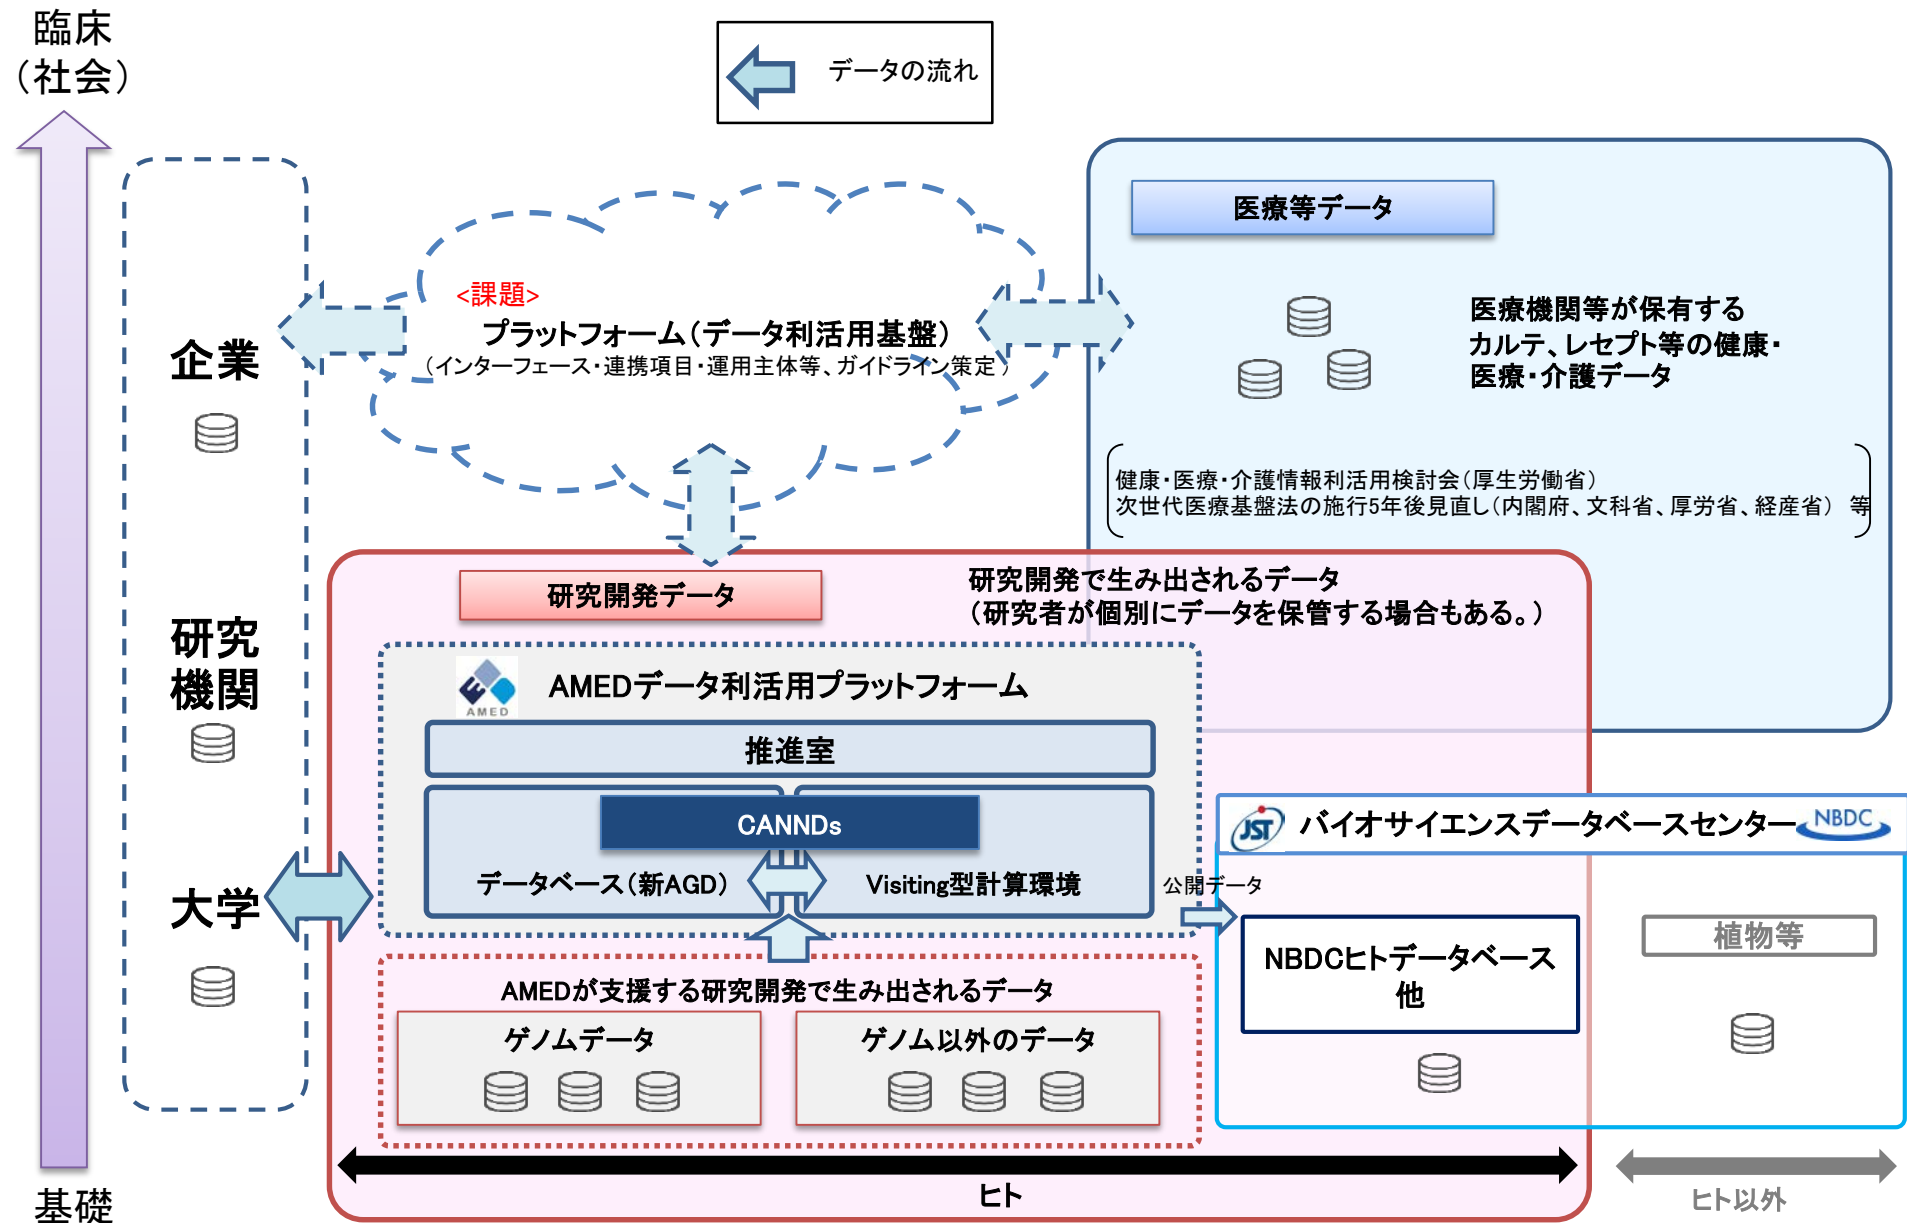 臨床
（社会）
データの流れ
医療等データ
<課題>
プラットフォーム（データ利活用基盤）
（インターフェース・連携項目・運用主体等、ガイドライン策定）
医療機関等が保有する
カルテ、レセプト等の健康・
医療・介護データ
企業
健康・医療・介護情報利活用検討会（厚生労働省）
次世代医療基盤法の施行5年後見直し（内閣府、文科省、厚労省、経産省） 等
研究開発データ
研究開発で生み出されるデータ
（研究者が個別にデータを保管する場合もある。）
研究
機関
AMED
AMEDデータ利活用プラットフォーム
推進室
CANNDs
データベース（新AGD）
Visiting型計算環境
大学
JST
バイオサイエンスデータベースセンター
NBDC
公開データ
NBDCヒトデータベース
他
植物等
AMEDが支援する研究開発で生み出されるデータ
ゲノムデータ
ゲノム以外のデータ
基礎
ヒト
ヒト以外